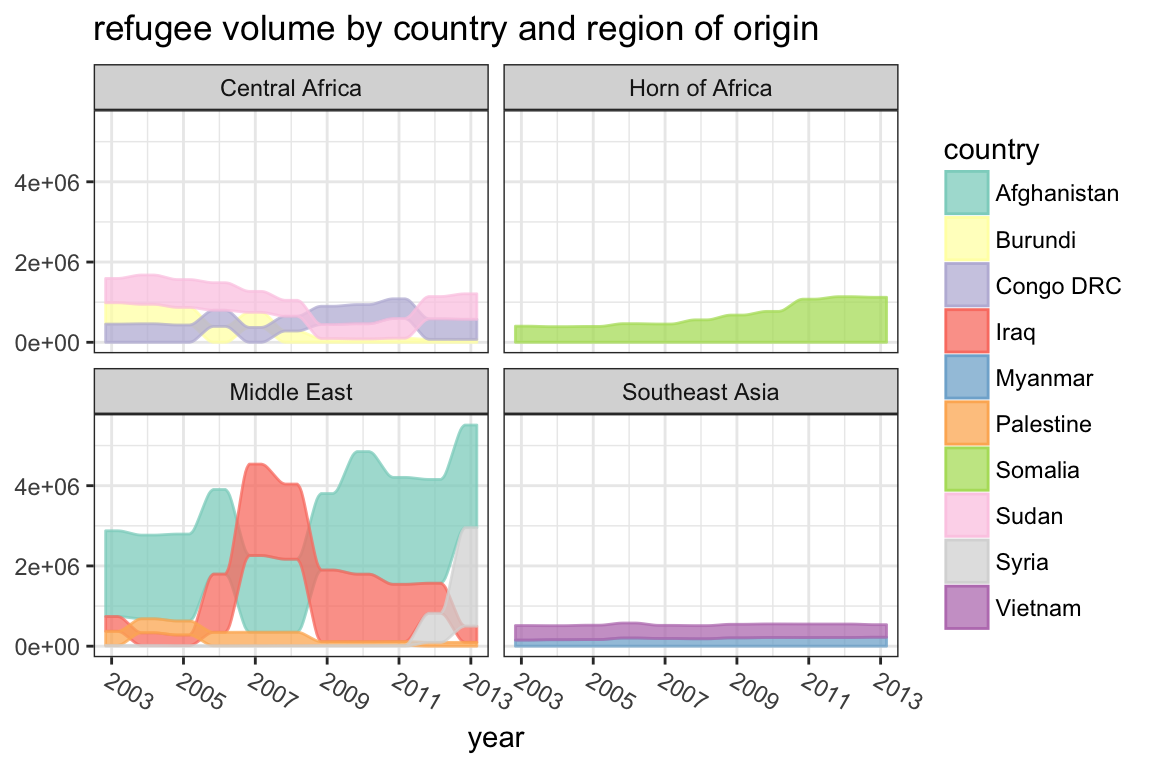 refugee volume by country and region of origin
Central Africa
Horn of Africa
4e+06
2e+06
0e+00
Middle East
Southeast Asia
4e+06
2e+06
0e+00
2003 2005 2007 2009 2011 2013
2003 2005 2007 2009 2011 2013
year
country
Afghanistan
Burundi
Congo DRC
Iraq
Myanmar
Palestine
Somalia
Sudan
Syria
Vietnam